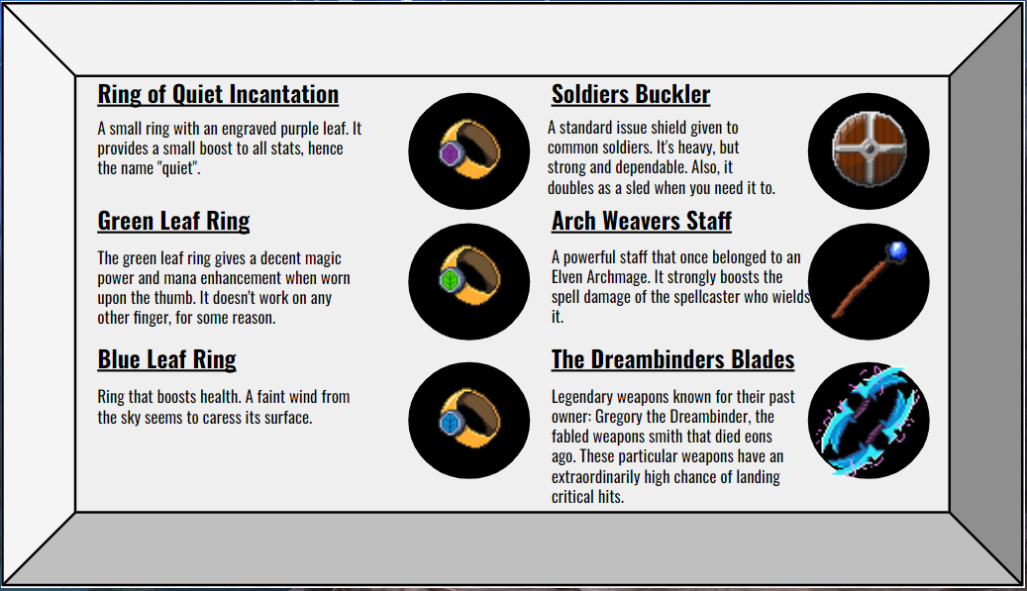 Ring of Quiet Incantation
A small ring with an engraved purple leaf. It
provides a small boost to all stats, hence
the name "quiet".
Green Leaf Ring
The green leaf ring gives a decent magic
power and mana enhancement when worn
upon the thumb. It doesn't work on any
other finger, for some reason.
Blue Leaf Ring
Ring that boosts health. A faint wind from
the sky seems to caress its surface.
Soldiers Buckler
A standard issue shield given to
common soldiers. It's heavy, but
strong and dependable. Also, it
doubles as a sled when you need it to.
Arch Weavers Staff
A powerful staff that once belonged to an
Elven Archmage. It strongly boosts the
spell damage of the spellcaster who wields
it.
The Dreambinders Blades
Legendary weapons known for their past
owner: Gregory the Dreambinder, the
fabled weapons smith that died eons
ago. These particular weapons have an
extraordinarily high chance of landing
critical hits.